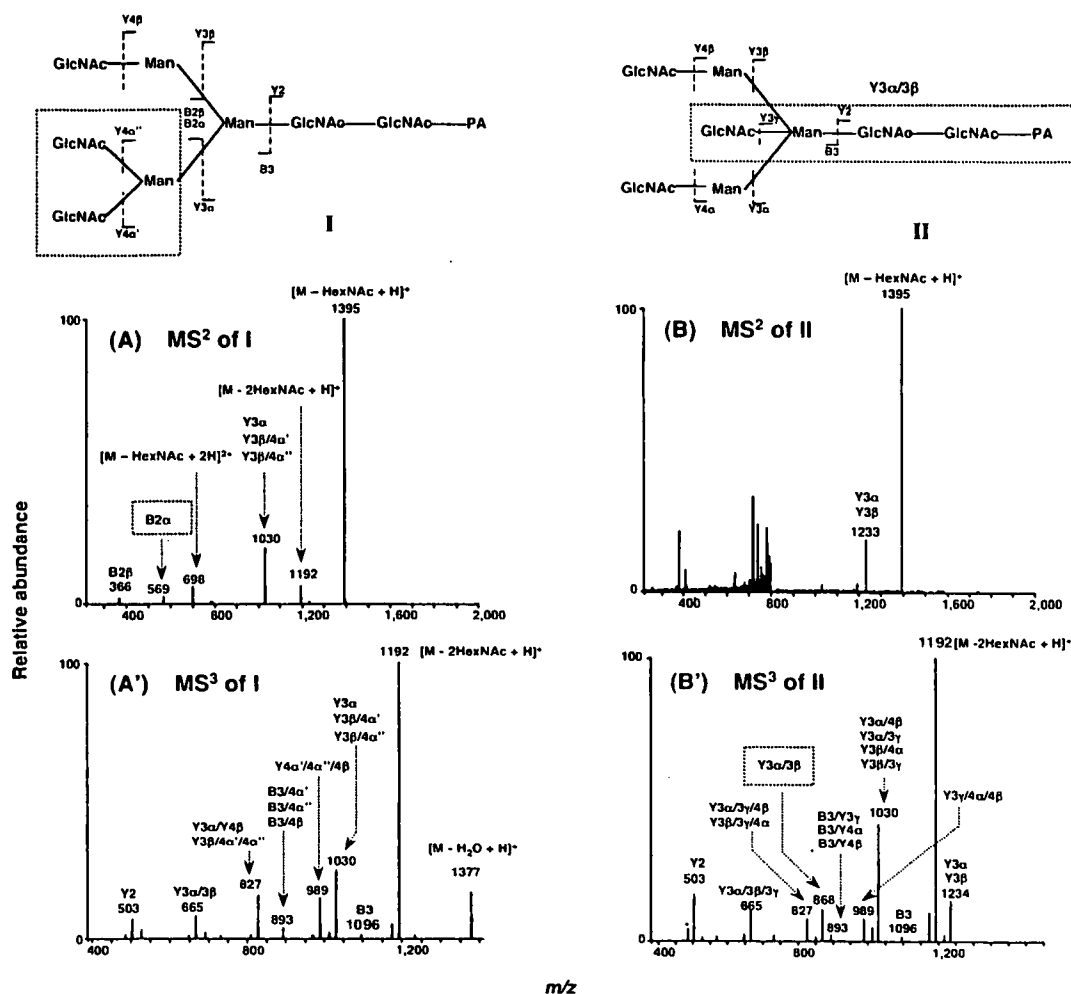 Y4β
Y3β
GlcNAc
Man
B2β
B2α
Y2
Man
GlcNAc
GlcNAc
PA
B3
GlcNAc
Y4α''
Man
GlcNAc
Y4α'
Y3α
I
Y4β
Y3β
GlcNAc
Man
Y3α/3β
GlcNAc
Y3γ
Man
Y2
GlcNAc
GlcNAc
PA
B3
GlcNAc
Man
Y4α
Y3α
II
[M – HexNAc + H]+
1395
100
(A) MS2 of I
[M - 2HexNAc + H]+
Y3α
Y3β/4α'
Y3β/4α''
[M – HexNAc + 2H]2+
B2α
1030
B2β
366
569
698
1192
0
400
800
1,200
1,600
2,000
[M – HexNAc + H]+
1395
100
(B) MS2 of II
Y3α
Y3β
1233
0
400
800
1,200
1,600
2,000
Relative abundance
1192 [M - 2HexNAc + H]+
100
(A') MS3 of I
Y3α
Y3β/4α'
Y3β/4α''
Y4α'/4α''/4β
B3/4α'
B3/4α''
B3/4β
Y3α/Y4β
Y3β/4α'/4α''
[M - H2O + H]+
1377
1030
Y2
503
Y3α/3β
665
827
893
989
B3
1096
0
400
800
1,200
1192 [M -2HexNAc + H]+
100
(B') MS3 of II
Y3α/4β
Y3α/3γ
Y3β/4α
Y3β/3γ
Y3α/3β
Y3α/3γ/4β
Y3β/3γ/4α
B3/Y3γ
B3/Y4α
B3/Y4β
1030
Y3γ/4α/4β
Y2
503
Y3α/3β/3γ
665
827
868
893
989
B3
1096
Y3α
Y3β
1234
0
400
800
1,200
m/z